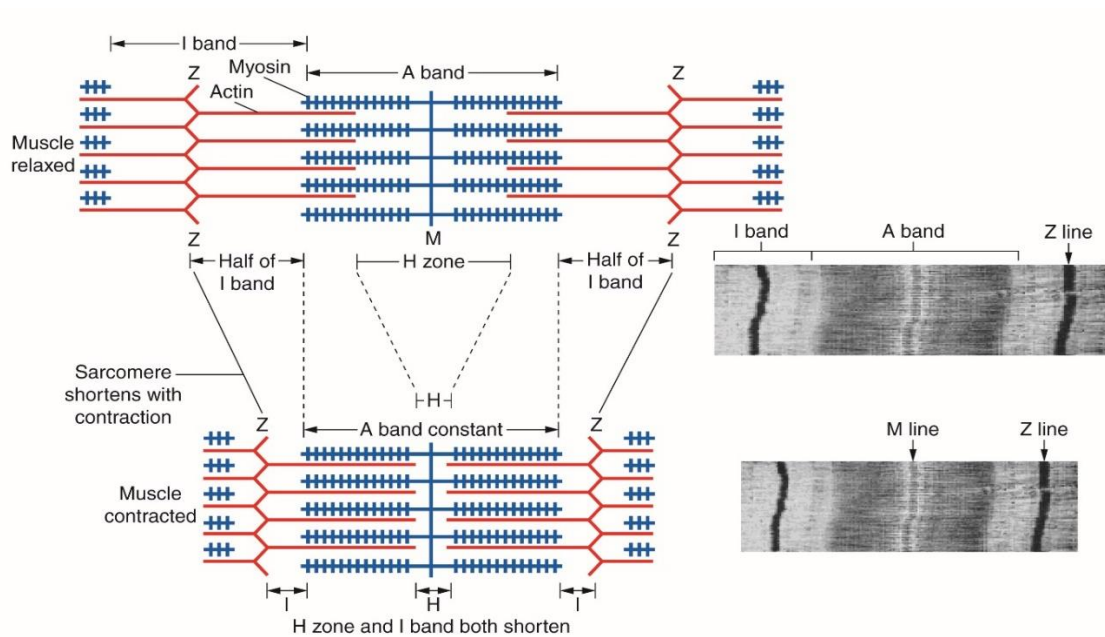 I band
Z
Myosin
A band
Z
Actin
Muscle
relaxed
Z
M
Z
Half of
I band
H zone
Half of
I band
I band
A band
Z line
Sarcomere
shortens with
contraction
H
Z
A band constant
Z
M line
Z line
Muscle
contracted
I
H
I
H zone and I band both shorten